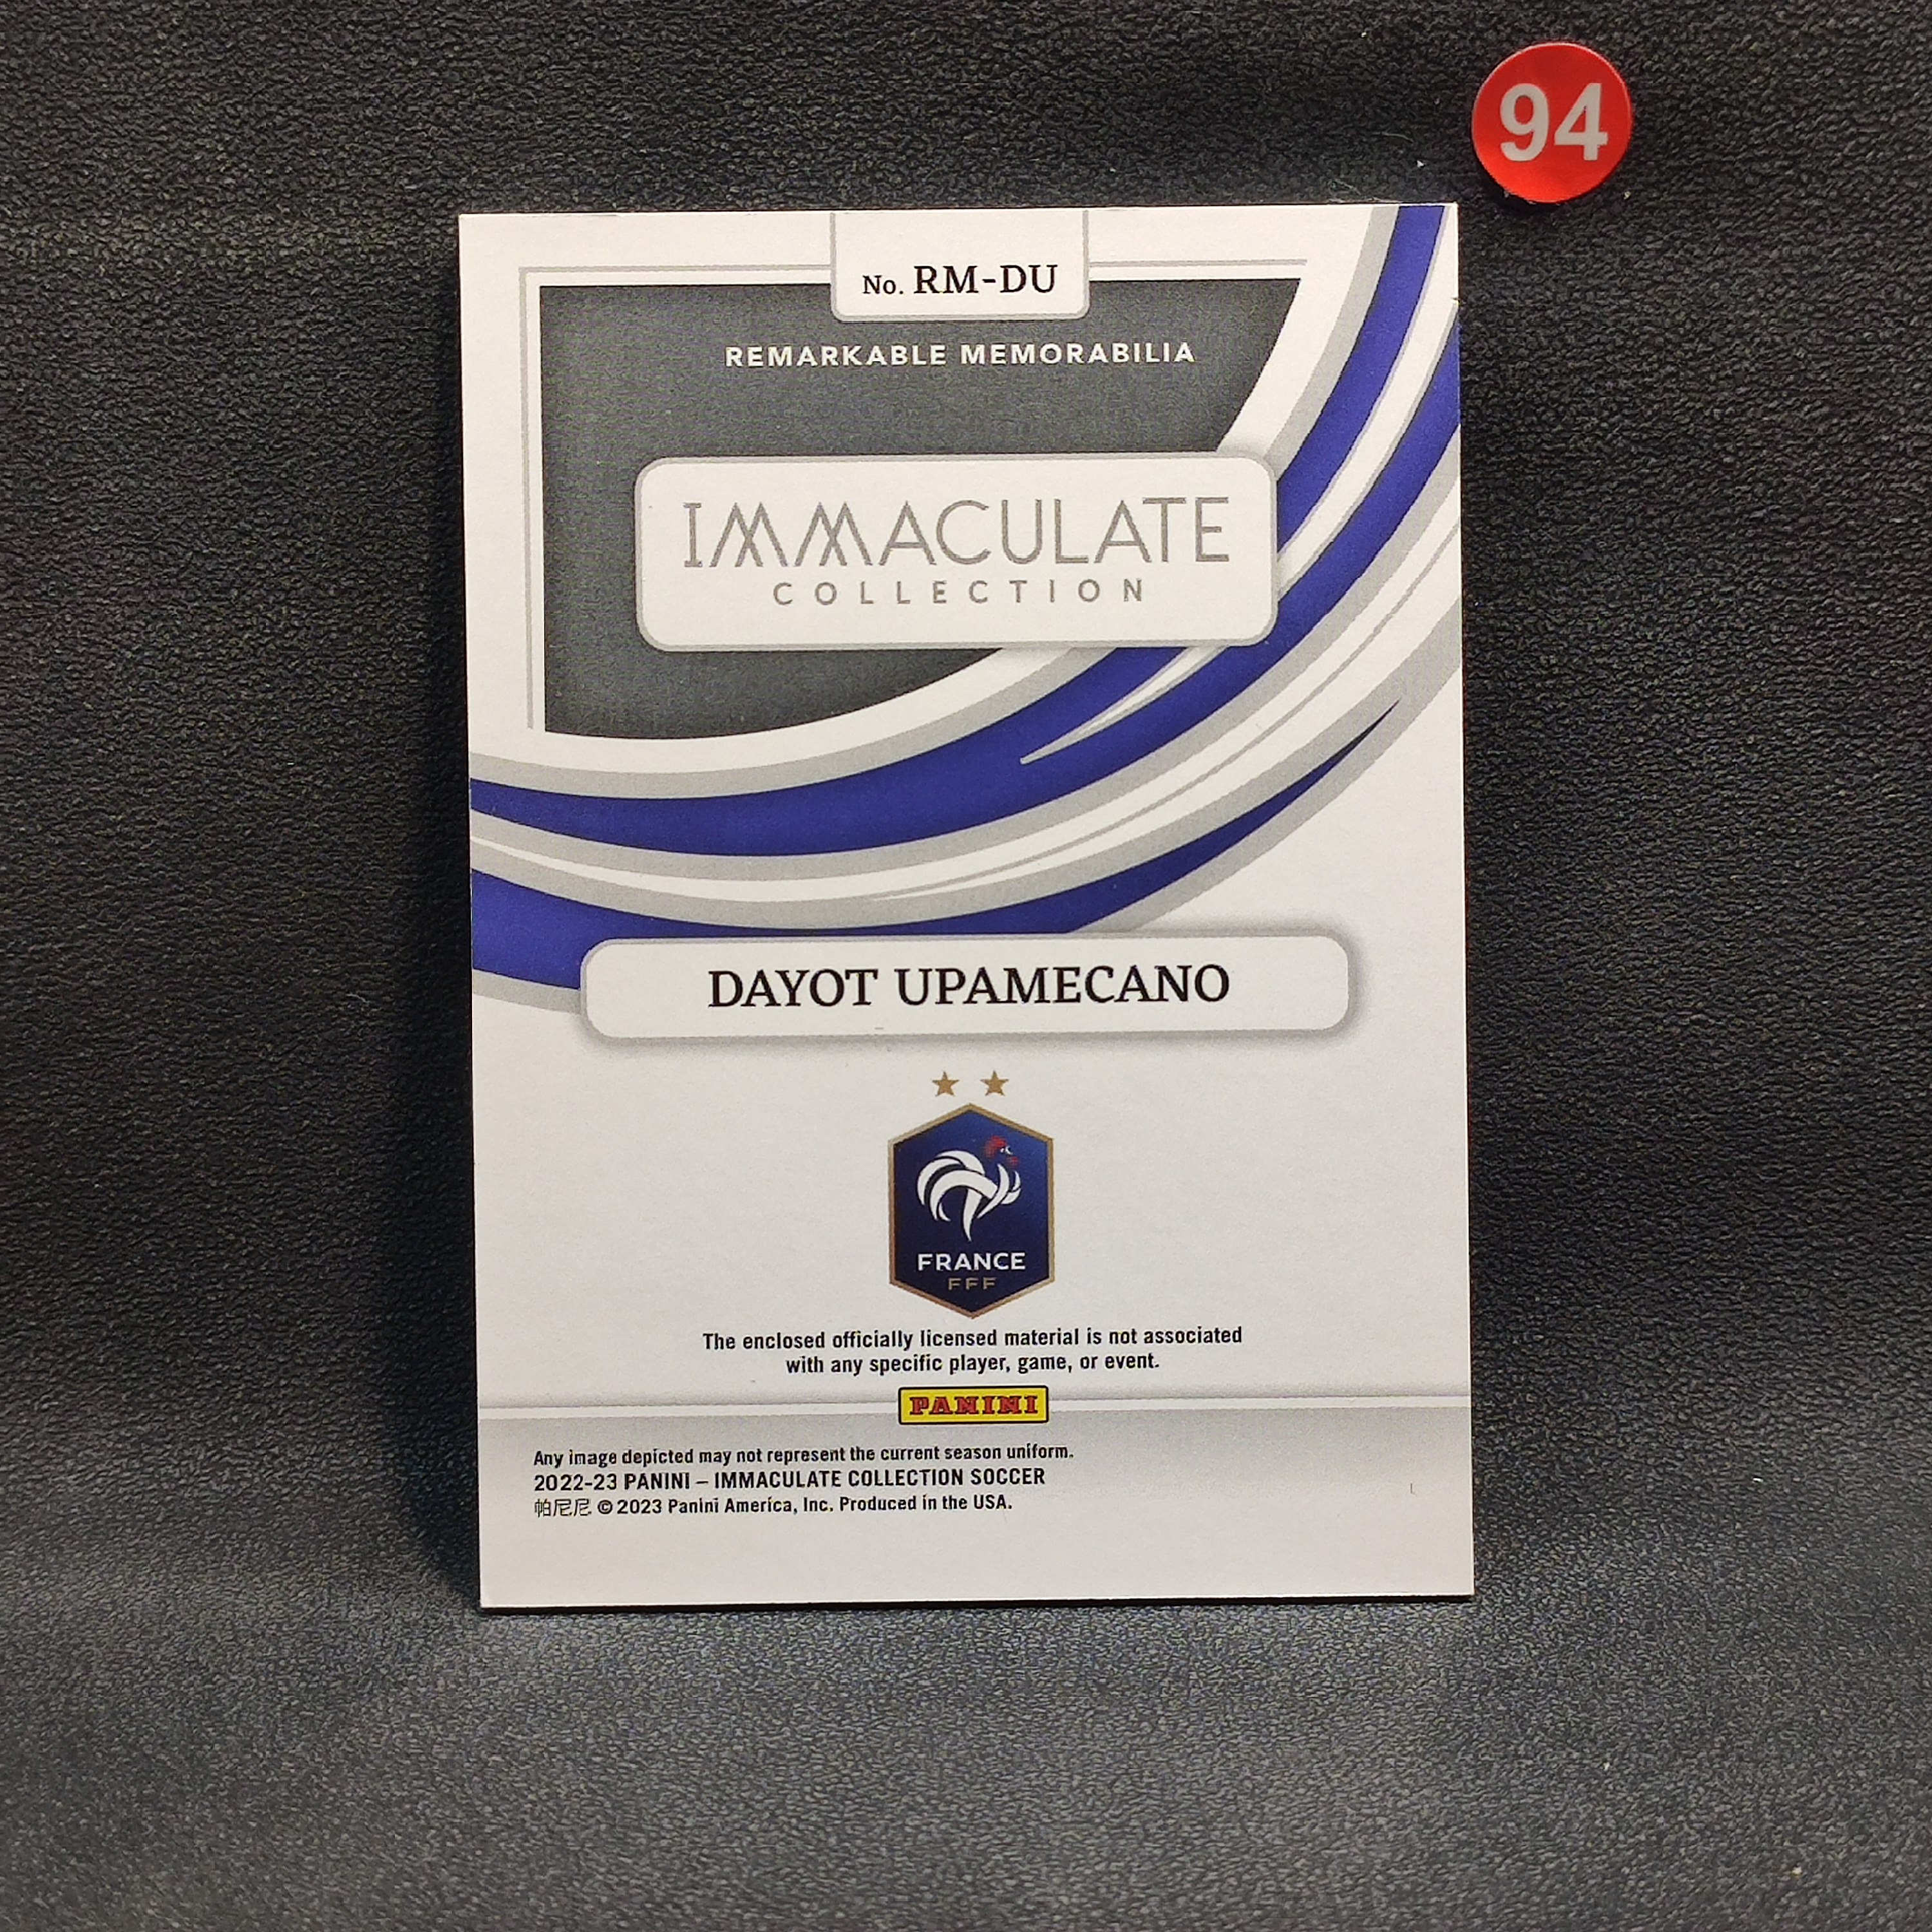 94
No. RM-DU
REMARKABLE MEMORABILIA
IMMACULATE
COLLECTION
DAYOT UPAMECANO
FRANCE
FFF
The enclosed officially licensed material is not associated
with any specific player, game, or event.
PANINI
Any image depicted may not represent the current season uniform.
2022-23 PANINI – IMMACULATE COLLECTION SOCCER
帕尼尼 © 2023 Panini America, Inc. Produced in the USA.